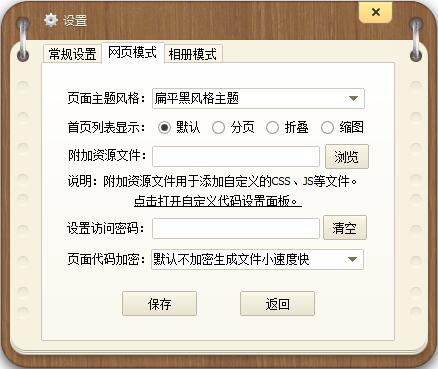 设置
常规设置 网页模式 相册模式
页面主题风格： 扁平黑风格主题
首页列表显示： 默认 分页 折叠 缩图
附加资源文件： 浏览
说明：附加资源文件用于添加自定义的CSS、JS等文件。
点击打开自定义代码设置面板。
设置访问密码： 清空
页面代码加密： 默认不加密生成文件小速度快
保存 返回